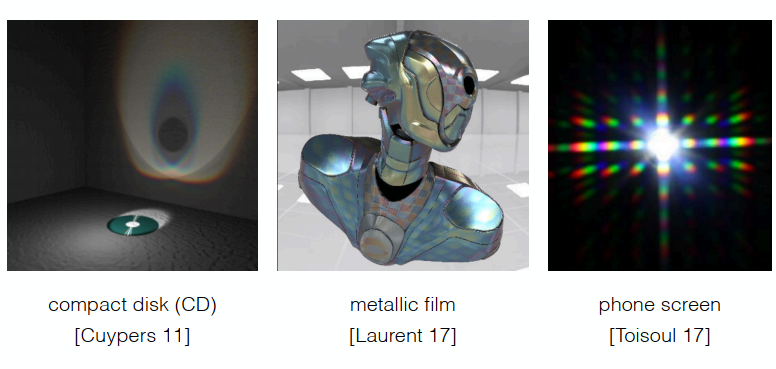 compact disk (CD)
[Cuypers 11]
metallic film
[Laurent 17]
phone screen
[Toisoul 17]